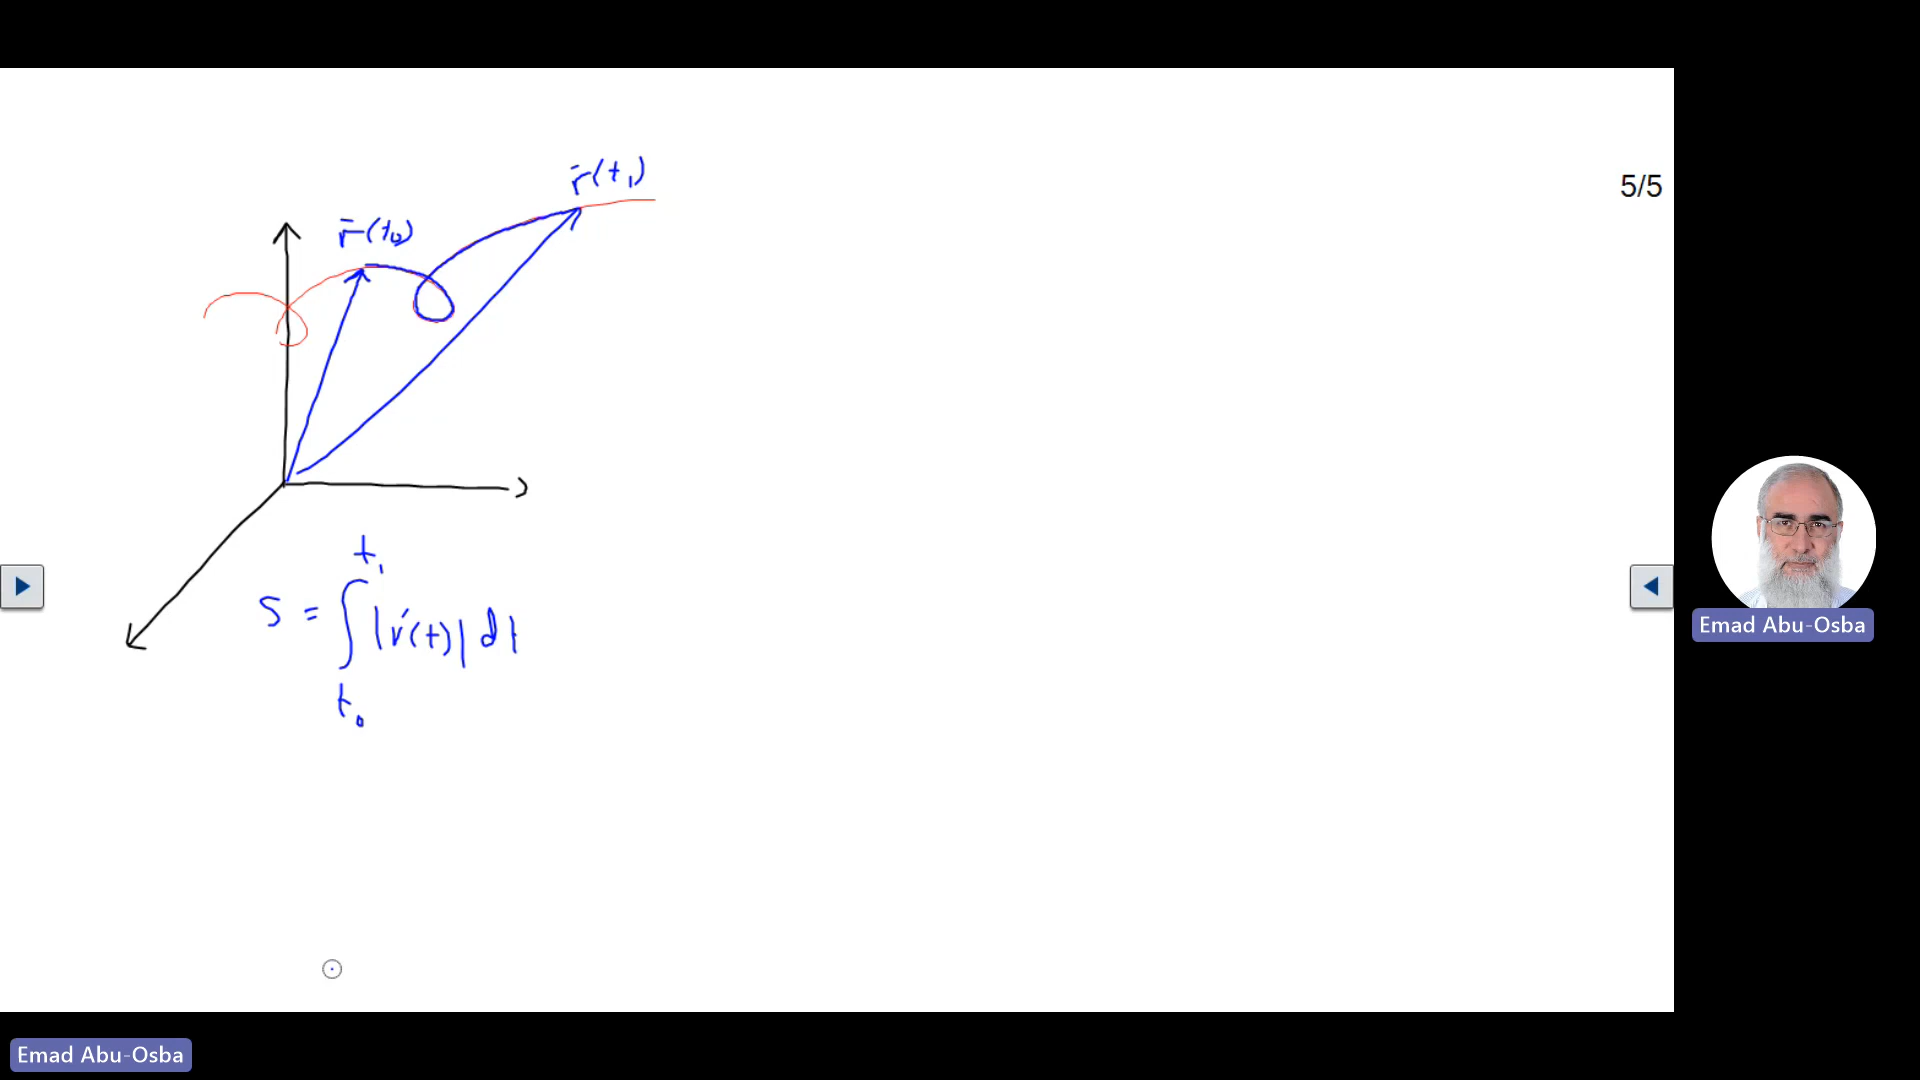 r̄(t₁)
5/5
r̄(t₀)
S = ∫_{t₀}^{t₁} |r′(t)| dt
Emad Abu-Osba
Emad Abu-Osba